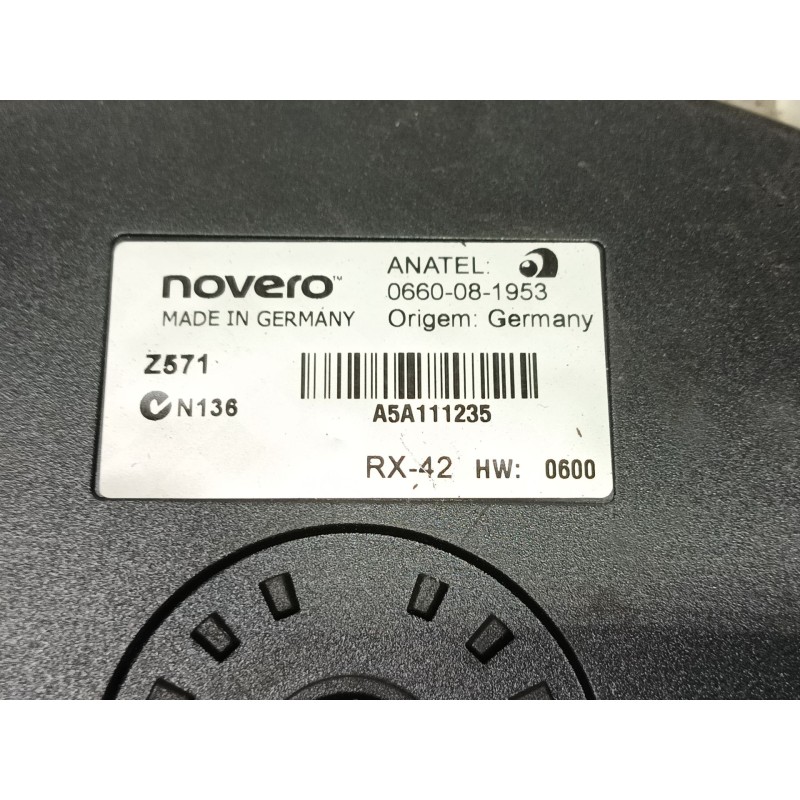 novero™
MADE IN GERMANY
ANATEL:
0660-08-1953
Origem: Germany
Z571
N136
A5A111235
RX-42 HW: 0600